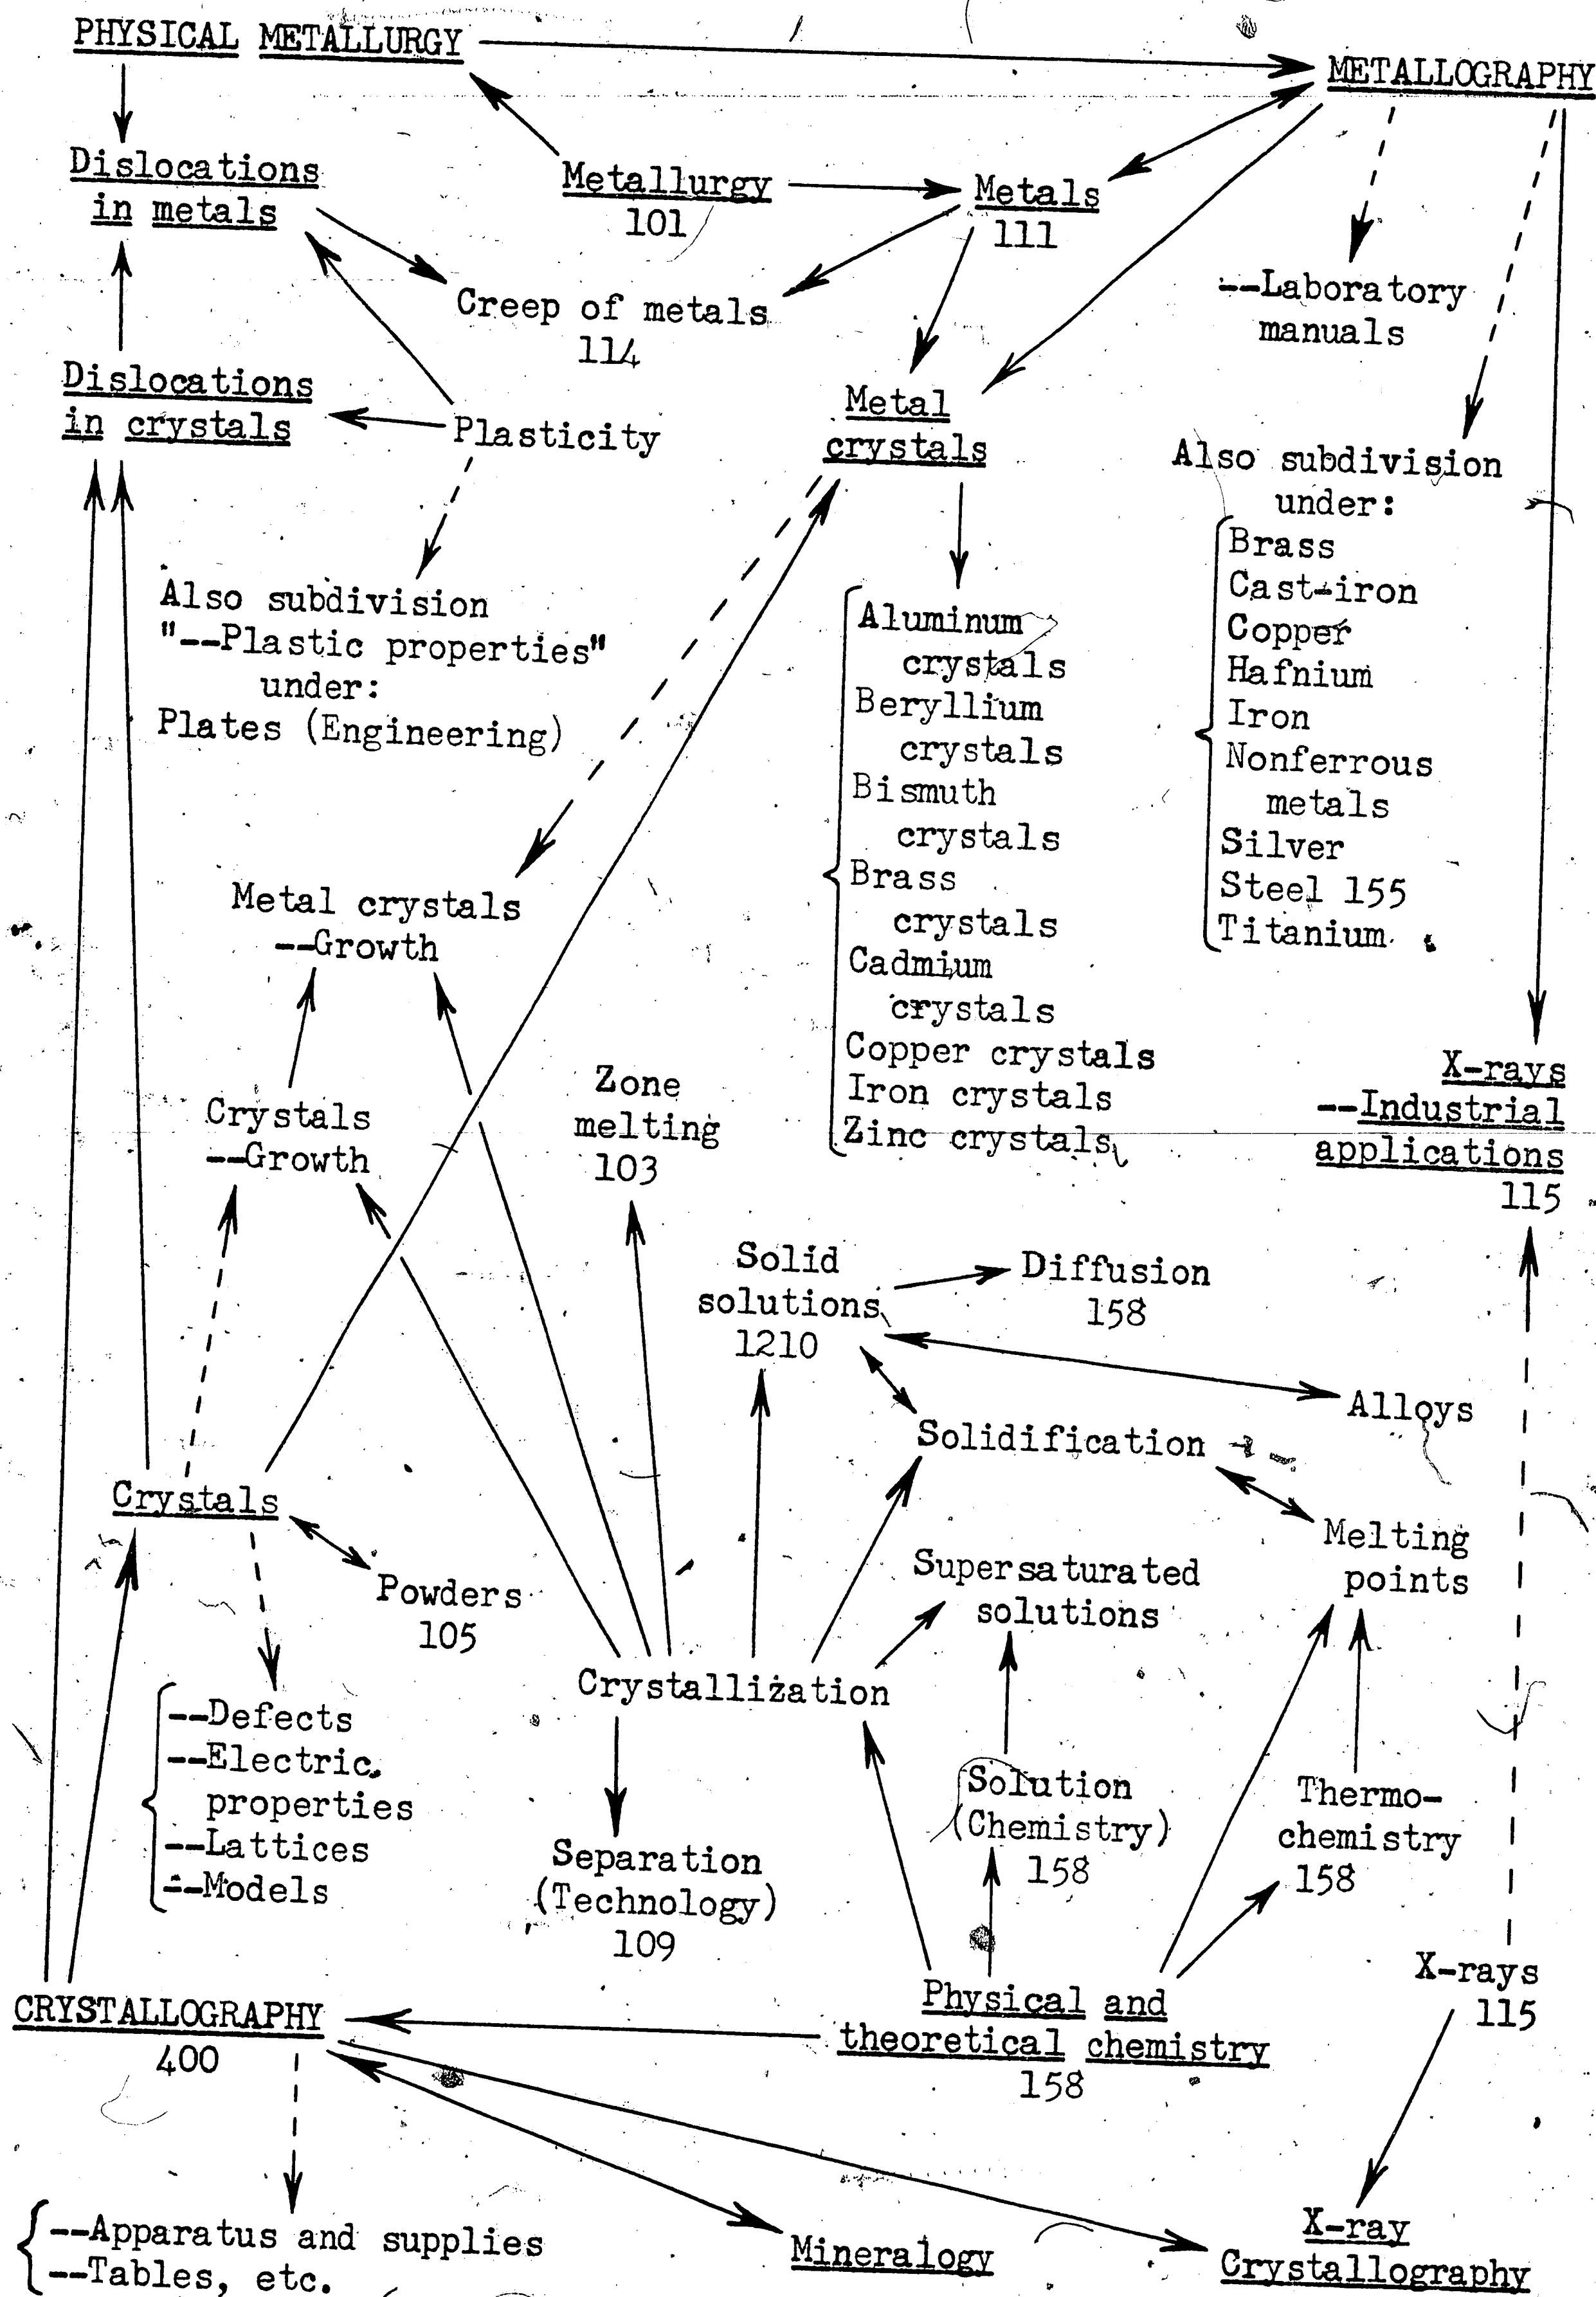 PHYSICAL METALLURGY
METALLOGRAPHY
Dislocations
in metals
Metallurgy
101
Metals
111
Creep of metals
114
--Laboratory
manuals
Dislocations
in crystals
Plasticity
Metal
crystals
Also subdivision
under:
Brass
Cast-iron
Copper
Hafnium
Iron
Nonferrous
metals
Silver
Steel 155
Titanium
Also subdivision
"--Plastic properties"
under:
Plates (Engineering)
Aluminum
crystals
Beryllium
crystals
Bismuth
crystals
Brass
crystals
Cadmium
crystals
Copper crystals
Iron crystals
Zinc crystals
Metal crystals
--Growth
Crystals
--Growth
Zone
melting
103
X-rays
--Industrial
applications
115
Solid
solutions
1210
Diffusion
158
Alloys
Solidification
Crystals
Powders
105
Supersaturated
solutions
Melting
points
Crystallization
--Defects
--Electric
properties
--Lattices
--Models
Separation
(Technology)
109
Solution
(Chemistry)
158
Thermo-
chemistry
158
X-rays
115
CRYSTALLOGRAPHY
400
Physical and
theoretical chemistry
158
--Apparatus and supplies
--Tables, etc.
Mineralogy
X-ray
Crystallography